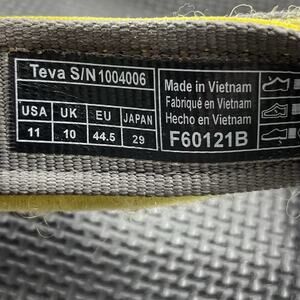 Teva S/N 1004006
USA UK EU JAPAN
11 10 44.5 29
Made in Vietnam
Fabriqué en Vietnam
Hecho en Vietnam
F60121B